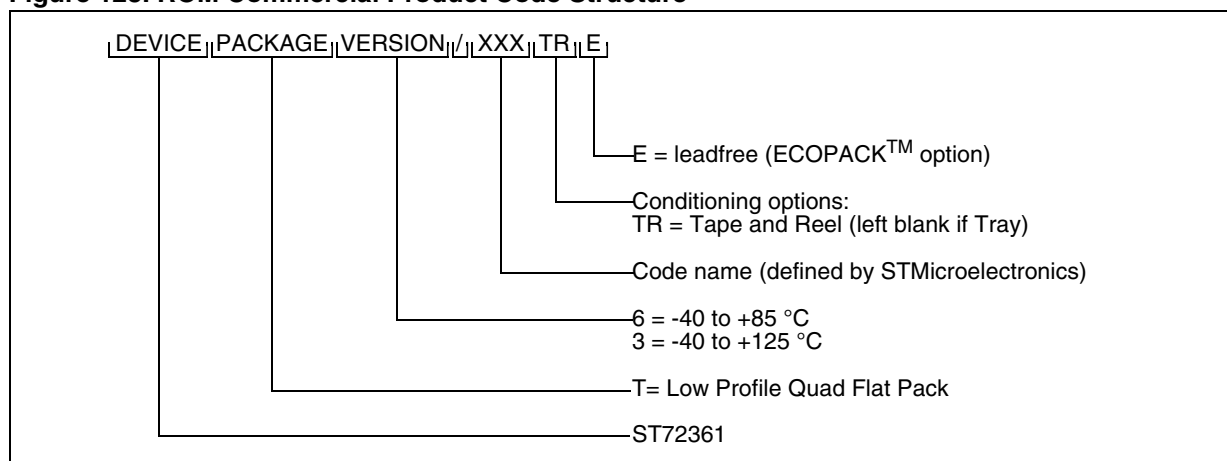 DEVICE PACKAGE VERSION / XXX TR E
E = leadfree (ECOPACK™ option)
Conditioning options:
TR = Tape and Reel (left blank if Tray)
Code name (defined by STMicroelectronics)
6 = -40 to +85 °C
3 = -40 to +125 °C
T= Low Profile Quad Flat Pack
ST72361